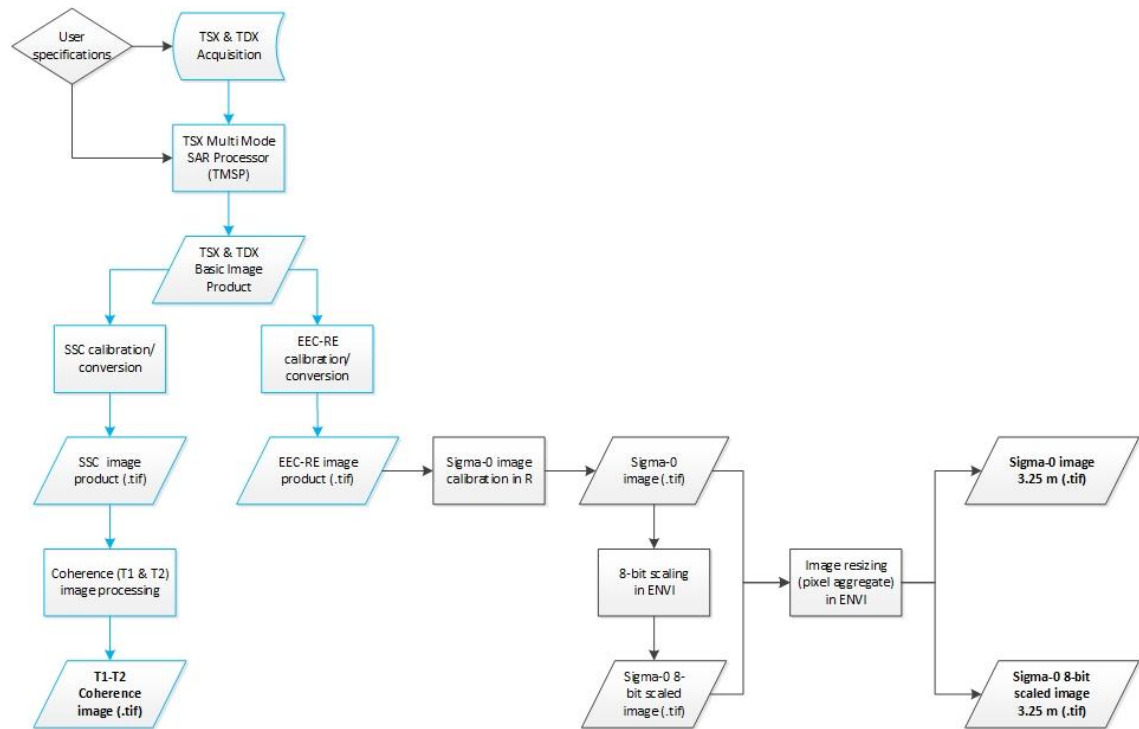 User
specifications
TSX & TDX
Acquisition
TSX Multi Mode
SAR Processor
(TMSP)
TSX & TDX
Basic Image
Product
SSC calibration/
conversion
EEC-RE
calibration/
conversion
SSC image
product (.tif)
EEC-RE image
product (.tif)
Sigma-0 image
calibration in R
Sigma-0
image (.tif)
Sigma-0 image
3.25 m (.tif)
Coherence (T1 & T2)
image processing
8-bit scaling
in ENVI
Image resizing
(pixel aggregate)
in ENVI
T1-T2
Coherence
image (.tif)
Sigma-0 8-
bit scaled
image (.tif)
Sigma-0 8-bit
scaled image
3.25 m (.tif)